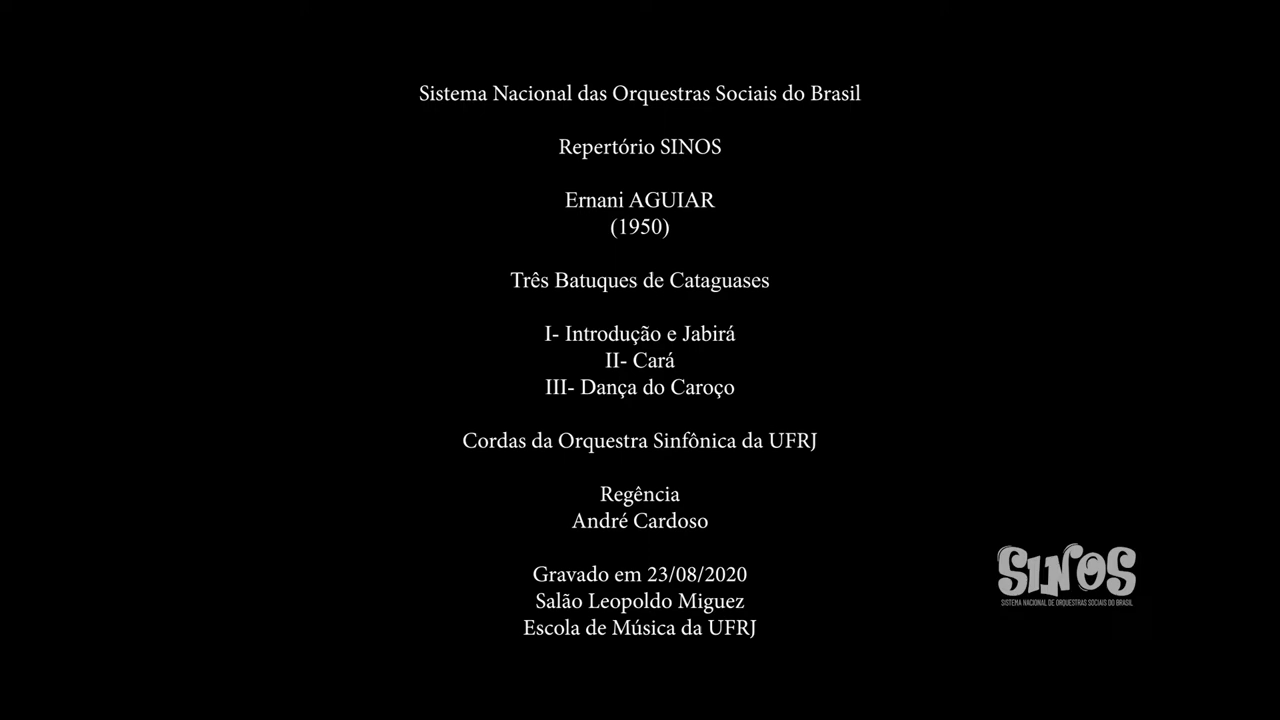 Sistema Nacional das Orquestras Sociais do Brasil
Repertório SINOS
Ernani AGUIAR
(1950)
Três Batuques de Cataguases
I- Introdução e Jabirá
II- Cará
III- Dança do Caroço
Cordas da Orquestra Sinfônica da UFRJ
Regência
André Cardoso
Gravado em 23/08/2020
Salão Leopoldo Miguez
Escola de Música da UFRJ
SINOS
SISTEMA NACIONAL DE ORQUESTRAS SOCIAIS DO BRASIL